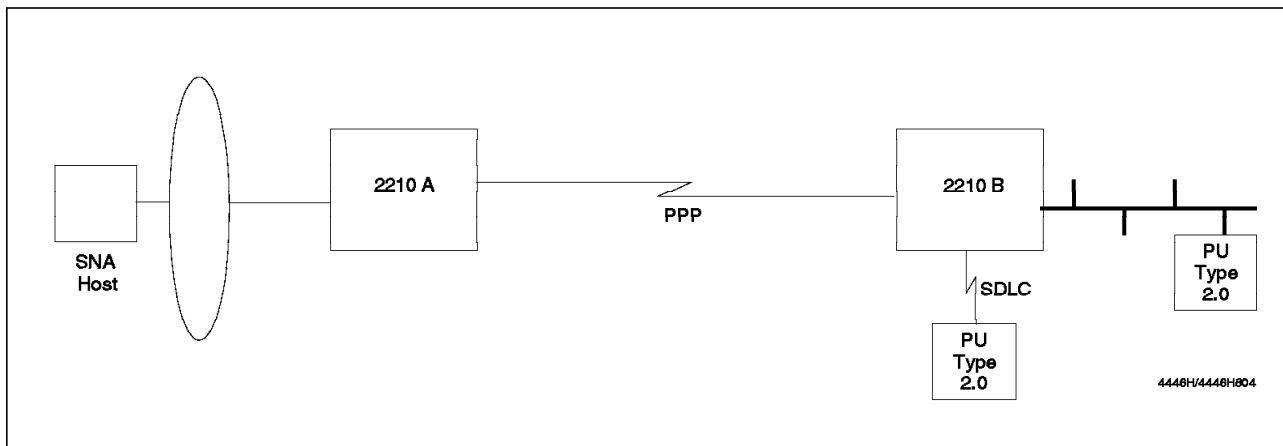 SNA
Host
2210 A
PPP
2210 B
SDLC
PU
Type
2.0
PU
Type
2.0
4446H/4446H804